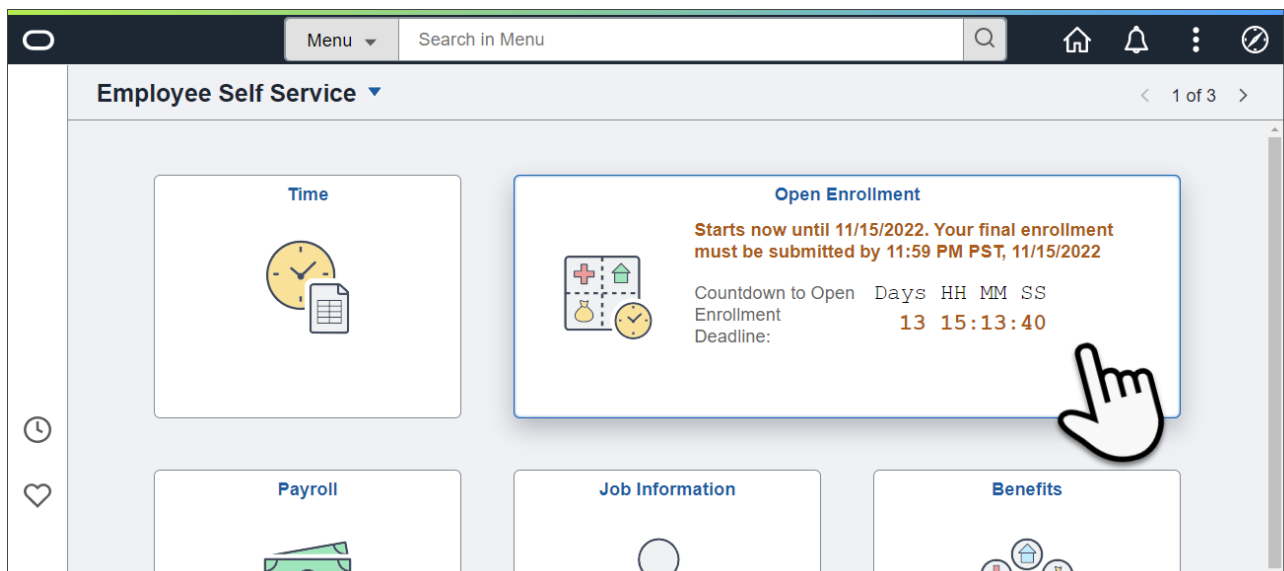 Menu
Search in Menu
Employee Self Service
1 of 3
Time
Open Enrollment
Starts now until 11/15/2022. Your final enrollment
must be submitted by 11:59 PM PST, 11/15/2022
Countdown to Open
Enrollment
Deadline:
Days HH MM SS
13 15:13:40
Payroll
Job Information
Benefits